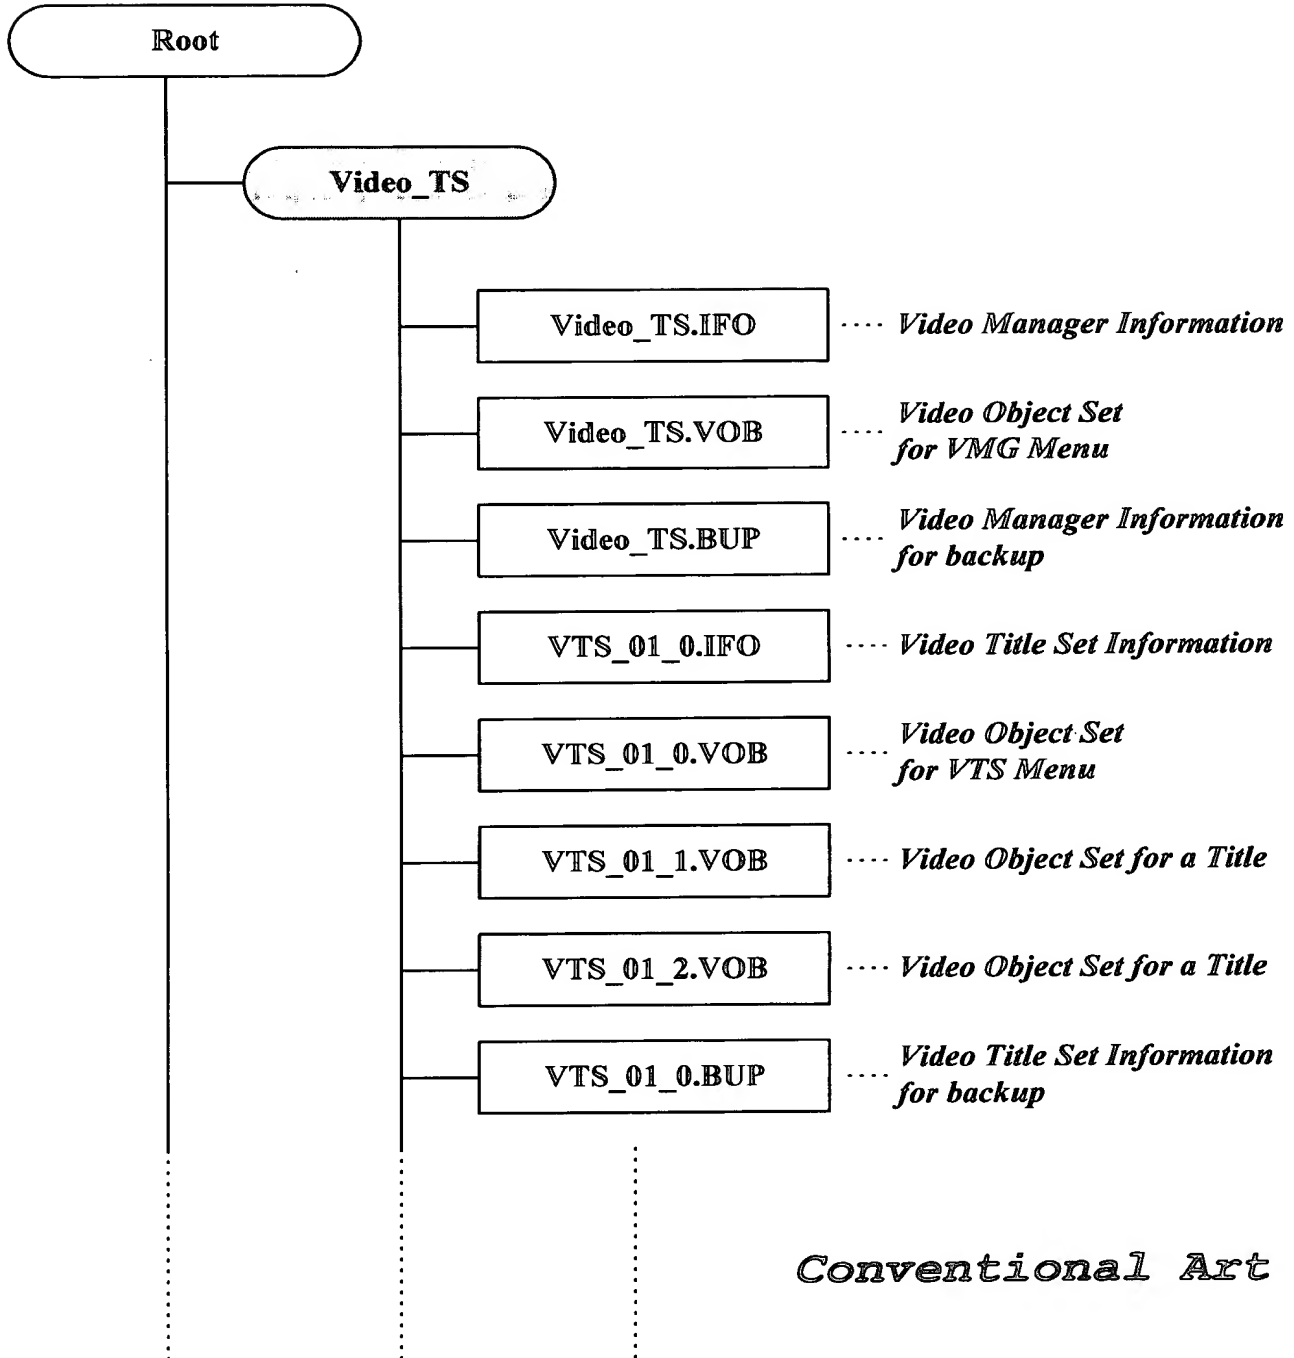 Root
Video_TS
Video_TS.IFO
Video Manager Information
Video_TS.VOB
Video Object Set
for VMG Menu
Video_TS.BUP
Video Manager Information
for backup
VTS_01_0.IFO
Video Title Set Information
VTS_01_0.VOB
Video Object Set
for VTS Menu
VTS_01_1.VOB
Video Object Set for a Title
VTS_01_2.VOB
Video Object Set for a Title
VTS_01_0.BUP
Video Title Set Information
for backup
Conventional Art